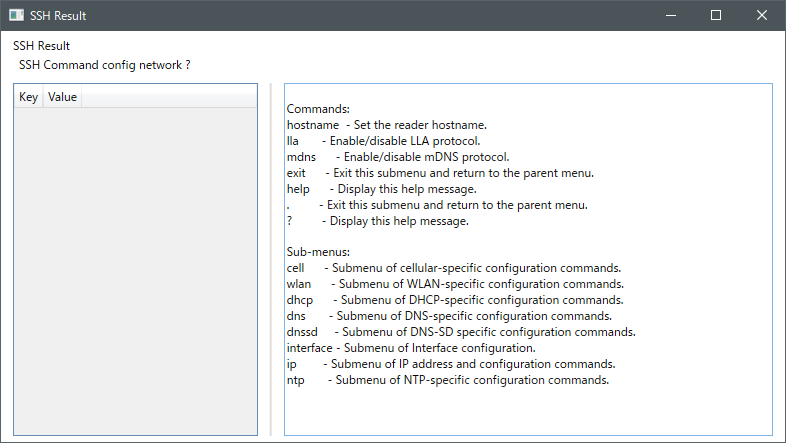 SSH Result
SSH Result
SSH Command config network ?
Key Value
Commands:
hostname - Set the reader hostname.
lla - Enable/disable LLA protocol.
mdns - Enable/disable mDNS protocol.
exit - Exit this submenu and return to the parent menu.
help - Display this help message.
. - Exit this submenu and return to the parent menu.
? - Display this help message.
Sub-menus:
cell - Submenu of cellular-specific configuration commands.
wlan - Submenu of WLAN-specific configuration commands.
dhcp - Submenu of DHCP-specific configuration commands.
dns - Submenu of DNS-specific configuration commands.
dnssd - Submenu of DNS-SD specific configuration commands.
interface - Submenu of Interface configuration.
ip - Submenu of IP address and configuration commands.
ntp - Submenu of NTP-specific configuration commands.